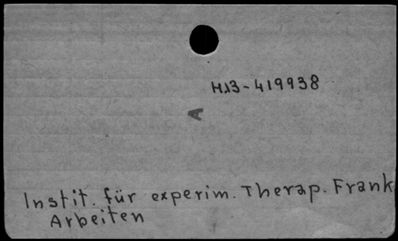 H13-419938
A
Instit. für experim. Therap. Frank
Arbeiten